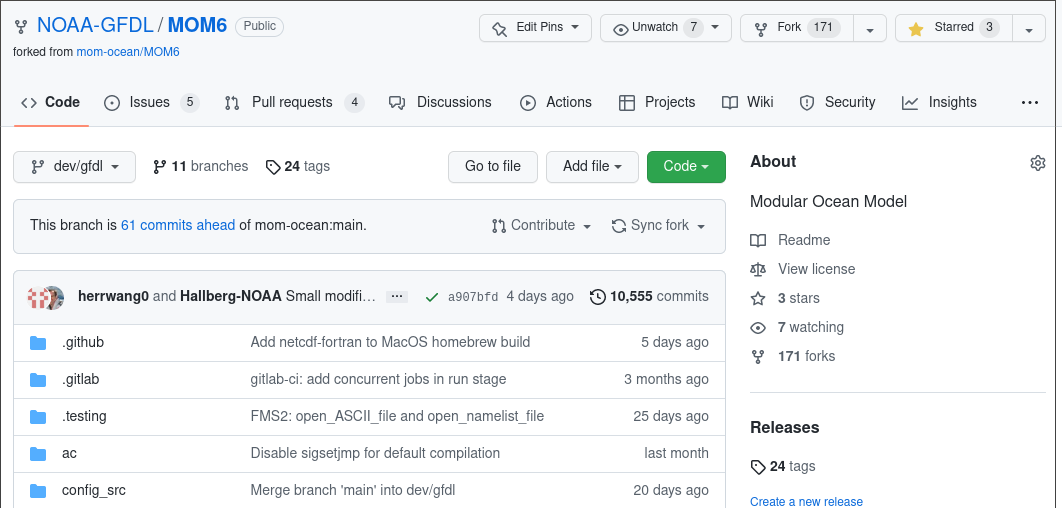 NOAA-GFDL / MOM6 Public Edit Pins Unwatch 7 Fork 171 Starred 3
forked from mom-ocean/MOM6
Code Issues 5 Pull requests 4 Discussions Actions Projects Wiki Security Insights ...
dev/gfdl 11 branches 24 tags Go to file Add file Code
This branch is 61 commits ahead of mom-ocean:main. Contribute Sync fork
herrwang0 and Hallberg-NOAA Small modifi... ... a907bfd 4 days ago 10,555 commits
.github Add netcdf-fortran to MacOS homebrew build 5 days ago
.gitlab gitlab-ci: add concurrent jobs in run stage 3 months ago
.testing FMS2: open_ASCII_file and open_namelist_file 25 days ago
ac Disable sigsetjmp for default compilation last month
config_src Merge branch 'main' into dev/gfdl 20 days ago
About
Modular Ocean Model
Readme
View license
3 stars
7 watching
171 forks
Releases
24 tags
Create a new release